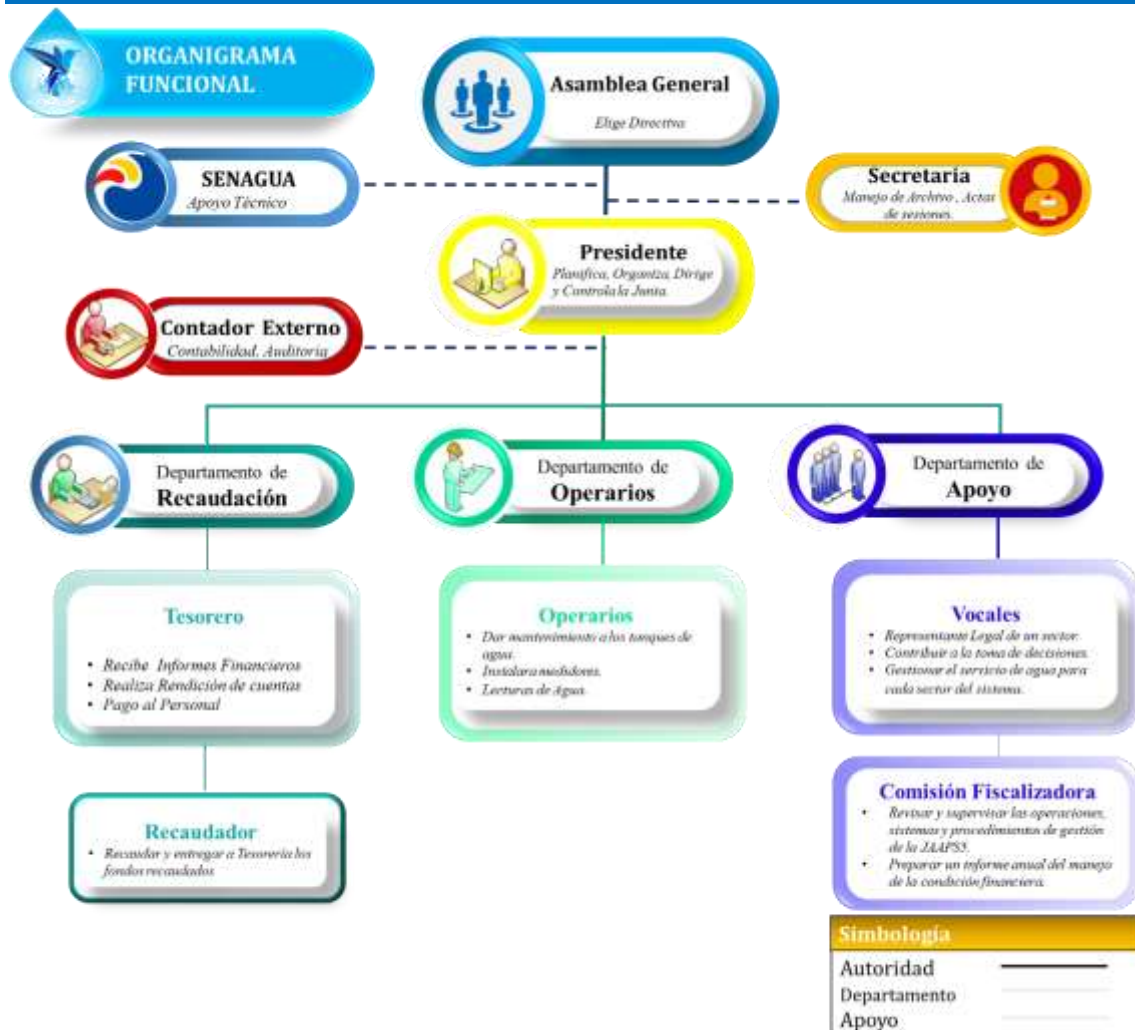 ORGANIGRAMA
FUNCIONAL
Asamblea General
Elige Directiva
SENAGUA
Apoyo Técnico
Secretaría
Manejo de Archivo , Actas
de sesiones.
Presidente
Planifica, Organiza, Dirige
y Controla la Junta.
Contador Externo
Contabilidad, Auditoría
Departamento de
Recaudación
Departamento de
Operarios
Departamento de
Apoyo
Tesorero
• Recibe Informes Financieros
• Realiza Rendición de cuentas
• Pago al Personal
Operarios
• Dar mantenimiento a los tanques de
agua.
• Instalara medidores.
• Lecturas de Agua.
Vocales
• Representante Legal de un sector.
• Contribuir a la toma de decisiones.
• Gestionar el servicio de agua para
cada sector del sistema.
Recaudador
• Recaudar y entregar a Tesorería los
fondos recaudados
Comisión Fiscalizadora
• Revisar y supervisar las operaciones,
sistemas y procedimientos de gestión
de la JAAPS3.
• Preparar un informe anual del manejo
de la condición financiera.
Simbología
Autoridad
Departamento
Apoyo